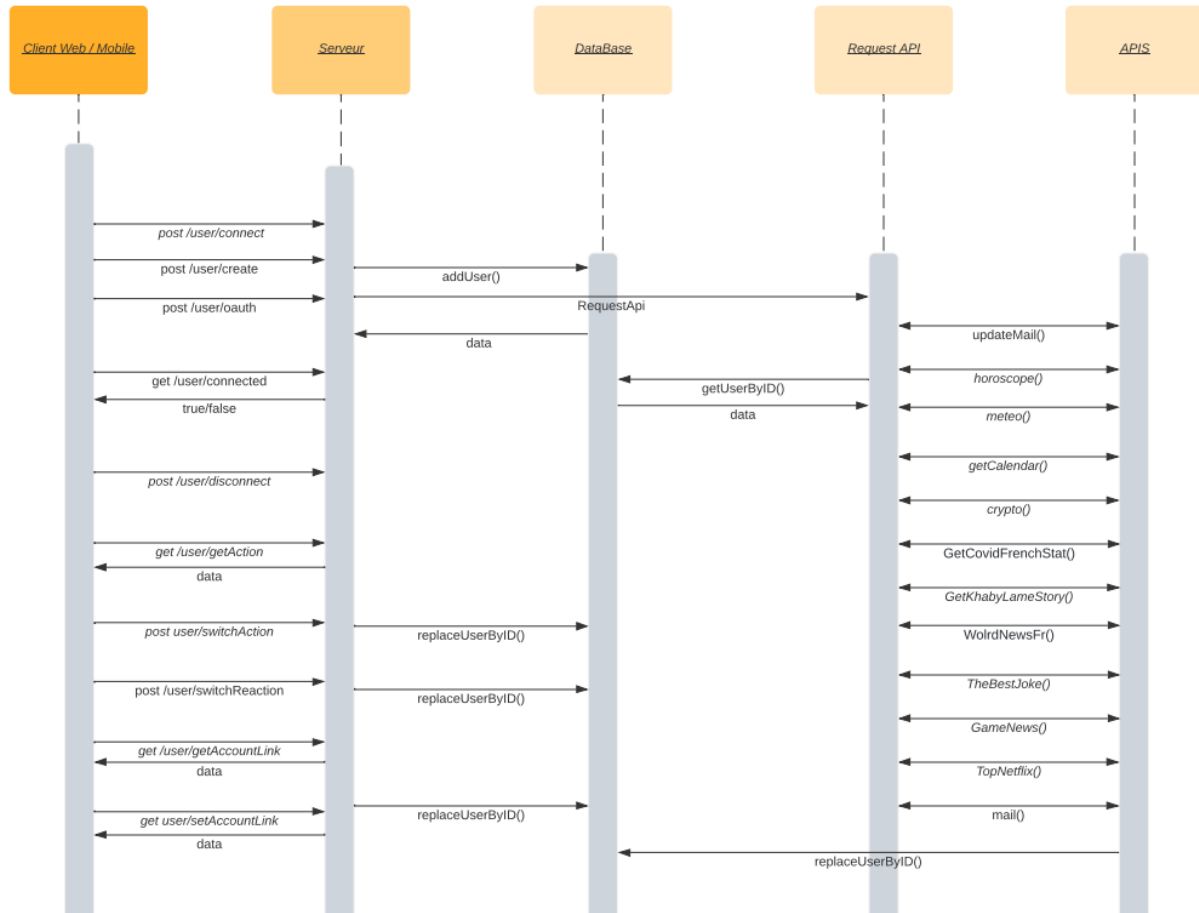 Client Web / Mobile
Serveur
DataBase
Request API
APIS
post /user/connect
post /user/create
addUser()
post /user/oauth
RequestApi
updateMail()
data
get /user/connected
horoscope()
getUserByID()
true/false
data
meteo()
getCalendar()
post /user/disconnect
crypto()
get /user/getAction
GetCovidFrenchStat()
data
GetKhabyLameStory()
post user/switchAction
replaceUserByID()
WolrdNewsFr()
post /user/switchReaction
replaceUserByID()
TheBestJoke()
GameNews()
get /user/getAccountLink
data
TopNetflix()
get user/setAccountLink
replaceUserByID()
mail()
data
replaceUserByID()